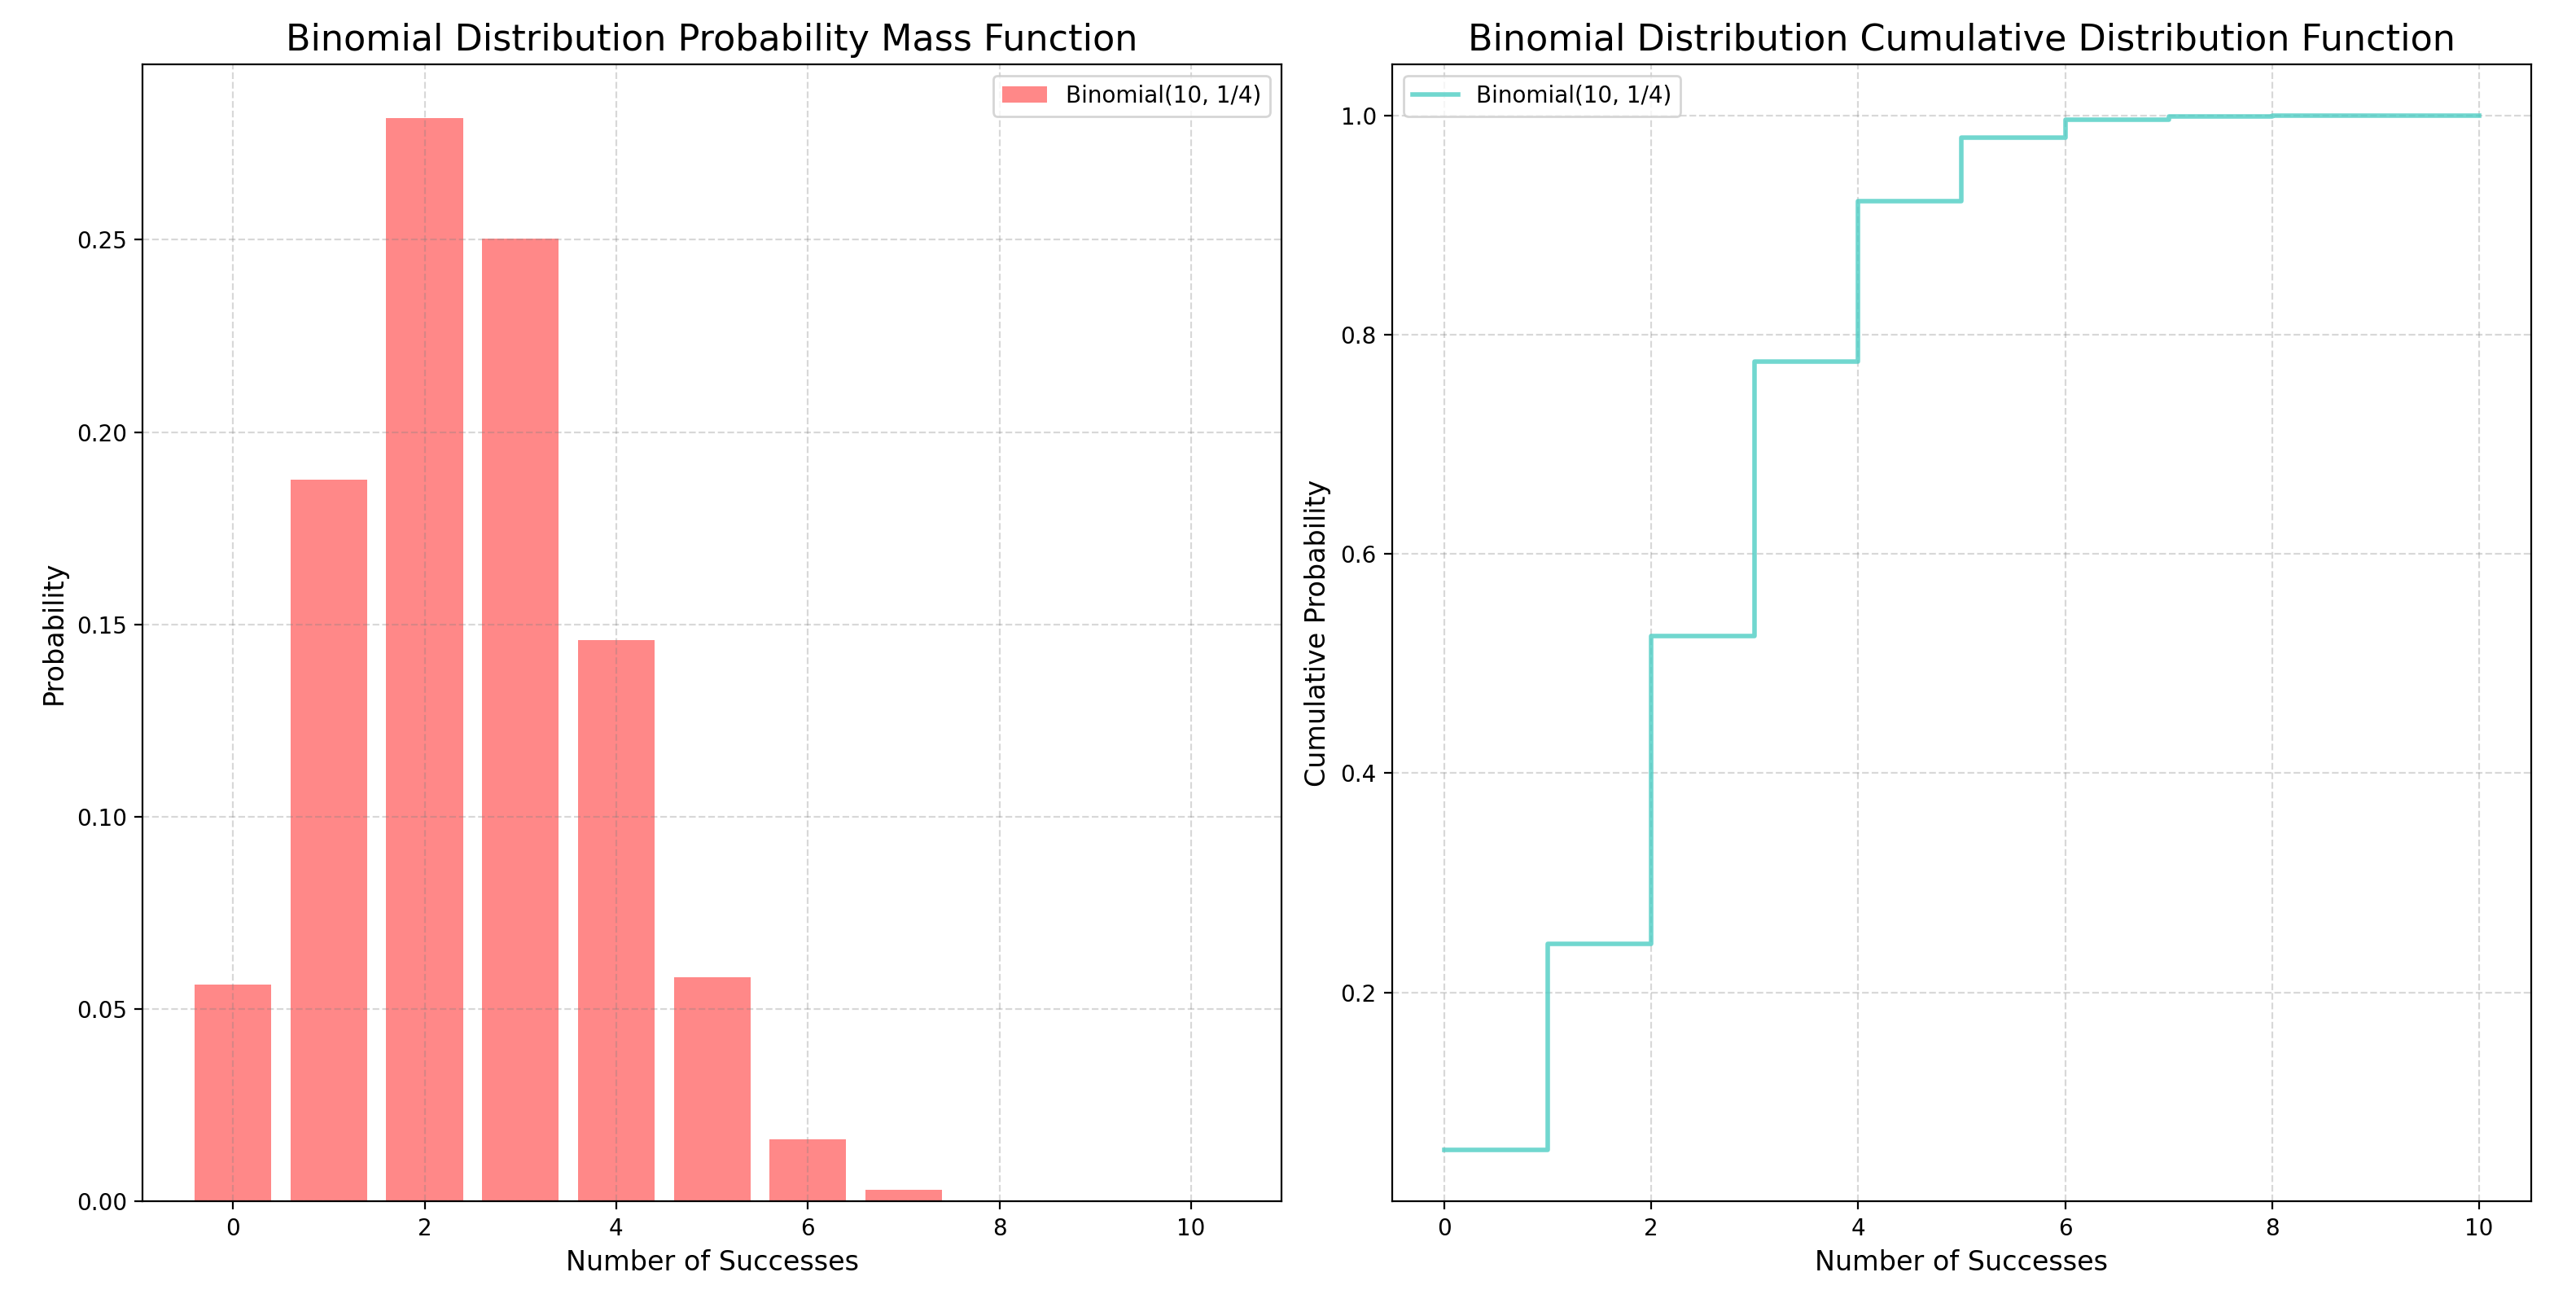 Binomial Distribution Probability Mass Function
Binomial(10, 1/4)
0.25
0.20
0.15
0.10
0.05
0.00
Probability
0 2 4 6 8 10
Number of Successes
Binomial Distribution Cumulative Distribution Function
Binomial(10, 1/4)
1.0
0.8
0.6
0.4
0.2
Cumulative Probability
0 2 4 6 8 10
Number of Successes